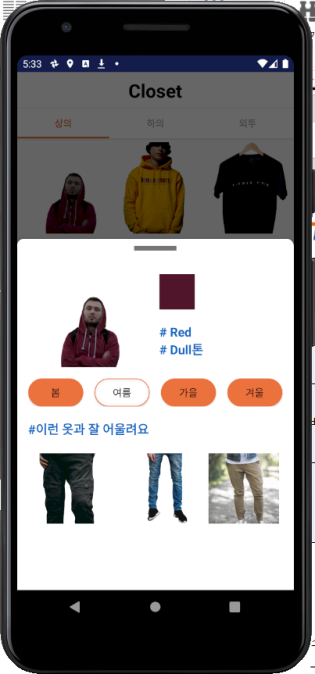 5:33
Closet
상의
하의
외투
# Red
# Dull톤
봄
여름
가을
겨울
#이런 옷과 잘 어울려요